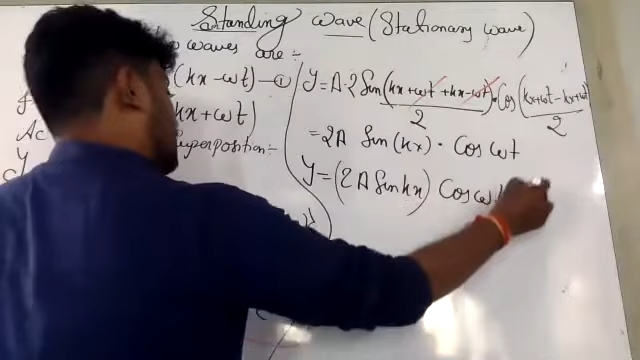 Standing wave (Stationary wave)
waves are :-
(kx-ωt) - ①
kx+ωt)
Superposition:-
Y = A·2 Sin (kx+ωt+kx-ωt)/2 · Cos (kx+ωt-kx+ωt)/2
= 2A Sin(kx) · Cos ωt
Y = (2A Sin kx) Cos ω